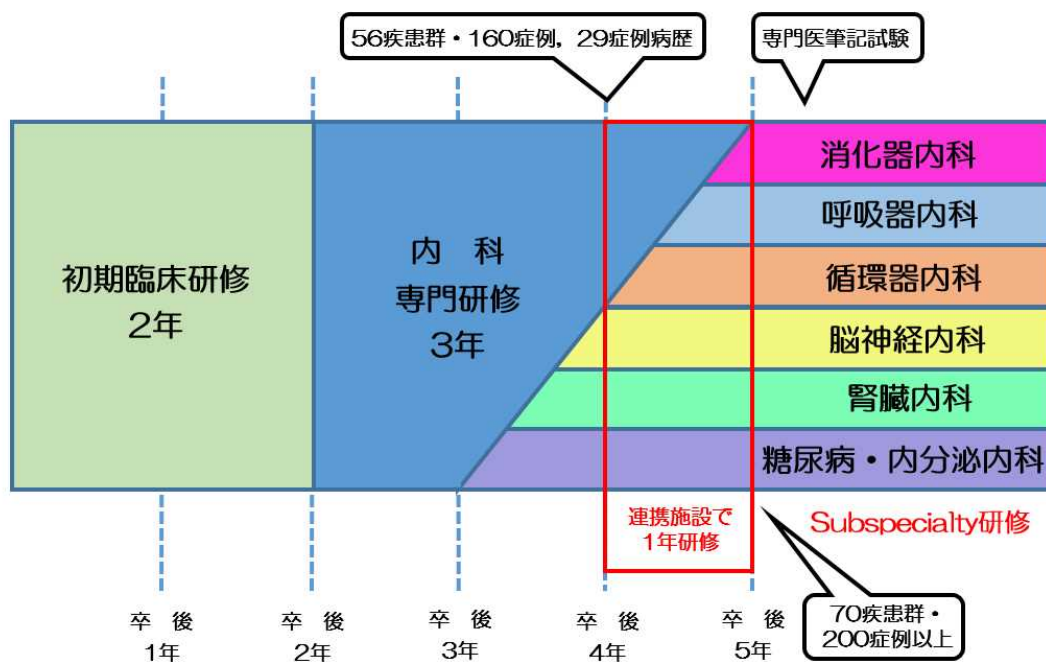 56疾患群・160症例，29症例病歴
専門医筆記試験
初期臨床研修
2年
内　科
専門研修
3年
消化器内科
呼吸器内科
循環器内科
脳神経内科
腎臓内科
糖尿病・内分泌内科
連携施設で
1年研修
Subspecialty研修
70疾患群・
200症例以上
卒　後
1年
卒　後
2年
卒　後
3年
卒　後
4年
卒　後
5年